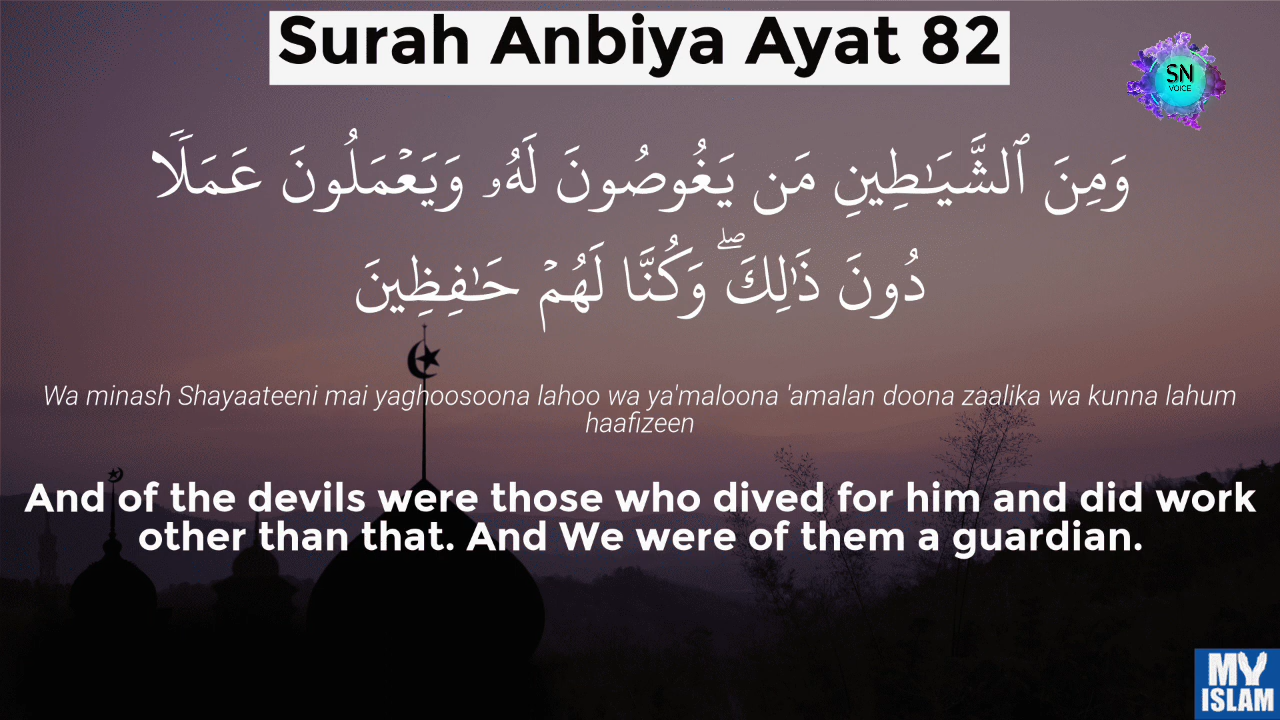 Surah Anbiya Ayat 82
SN
VOICE
وَمِنَ ٱلشَّيَـٰطِينِ مَن يَغُوصُونَ لَهُۥ وَيَعْمَلُونَ عَمَلًا
دُونَ ذَٰلِكَ ۖ وَكُنَّا لَهُمْ حَـٰفِظِينَ
Wa minash Shayaateeni mai yaghoosoona lahoo wa ya'maloona 'amalan doona zaalika wa kunna lahum
haafizeen
And of the devils were those who dived for him and did work
other than that. And We were of them a guardian.
MY
ISLAM